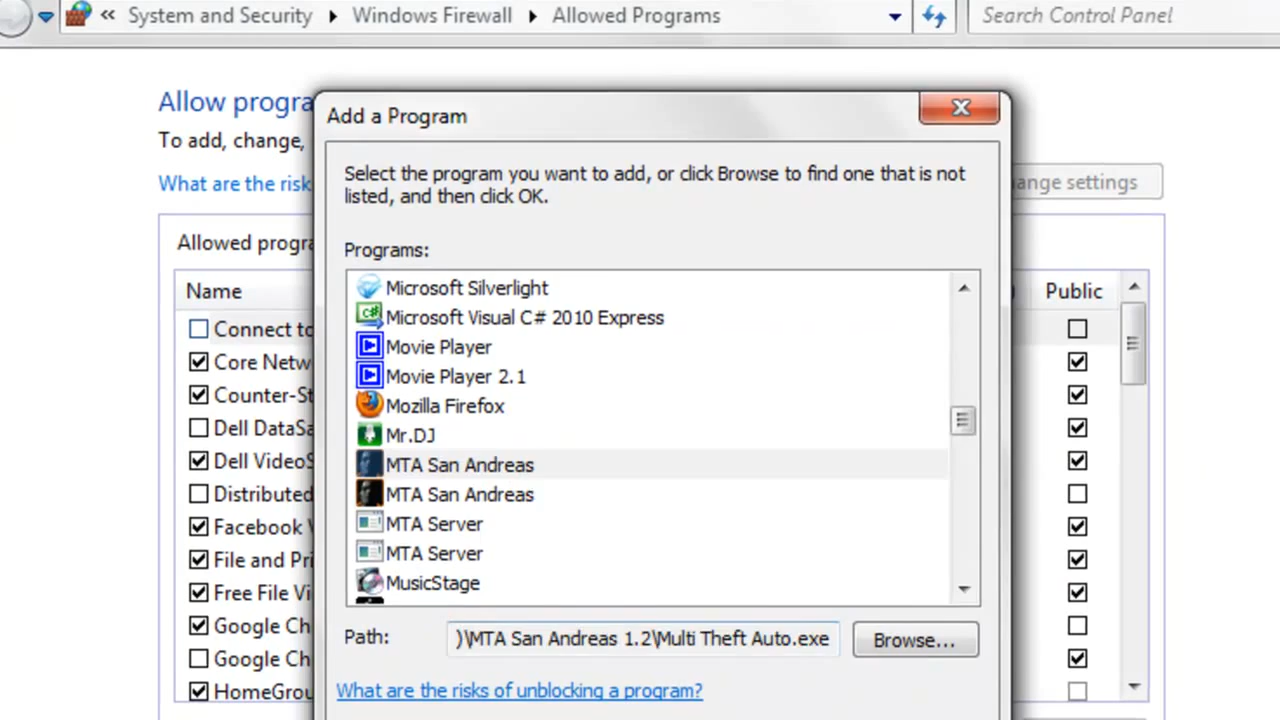 System and Security
Windows Firewall
Allowed Programs
Search Control Panel
Allow progra
To add, change,
What are the risk
ange settings
Allowed progra
Name
Public
Connect to
Core Netw
Counter-St
Dell DataSa
Dell VideoS
Distributed
Facebook V
File and Pri
Free File Vi
Google Ch
Google Ch
HomeGrou
Add a Program
Select the program you want to add, or click Browse to find one that is not
listed, and then click OK.
Programs:
Microsoft Silverlight
C#
Microsoft Visual C# 2010 Express
Movie Player
Movie Player 2.1
Mozilla Firefox
Mr.DJ
MTA San Andreas
MTA San Andreas
MTA Server
MTA Server
MusicStage
Path:
)\MTA San Andreas 1.2\Multi Theft Auto.exe
Browse...
What are the risks of unblocking a program?